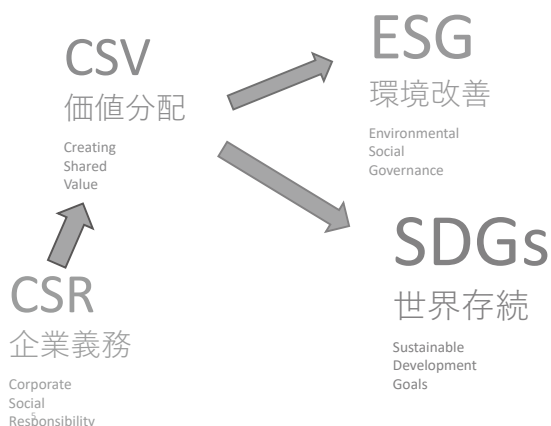 CSV
価値分配
Creating
Shared
Value
ESG
環境改善
Environmental
Social
Governance
CSR
企業義務
Corporate
Social
Responsibility
5
SDGs
世界存続
Sustainable
Development
Goals